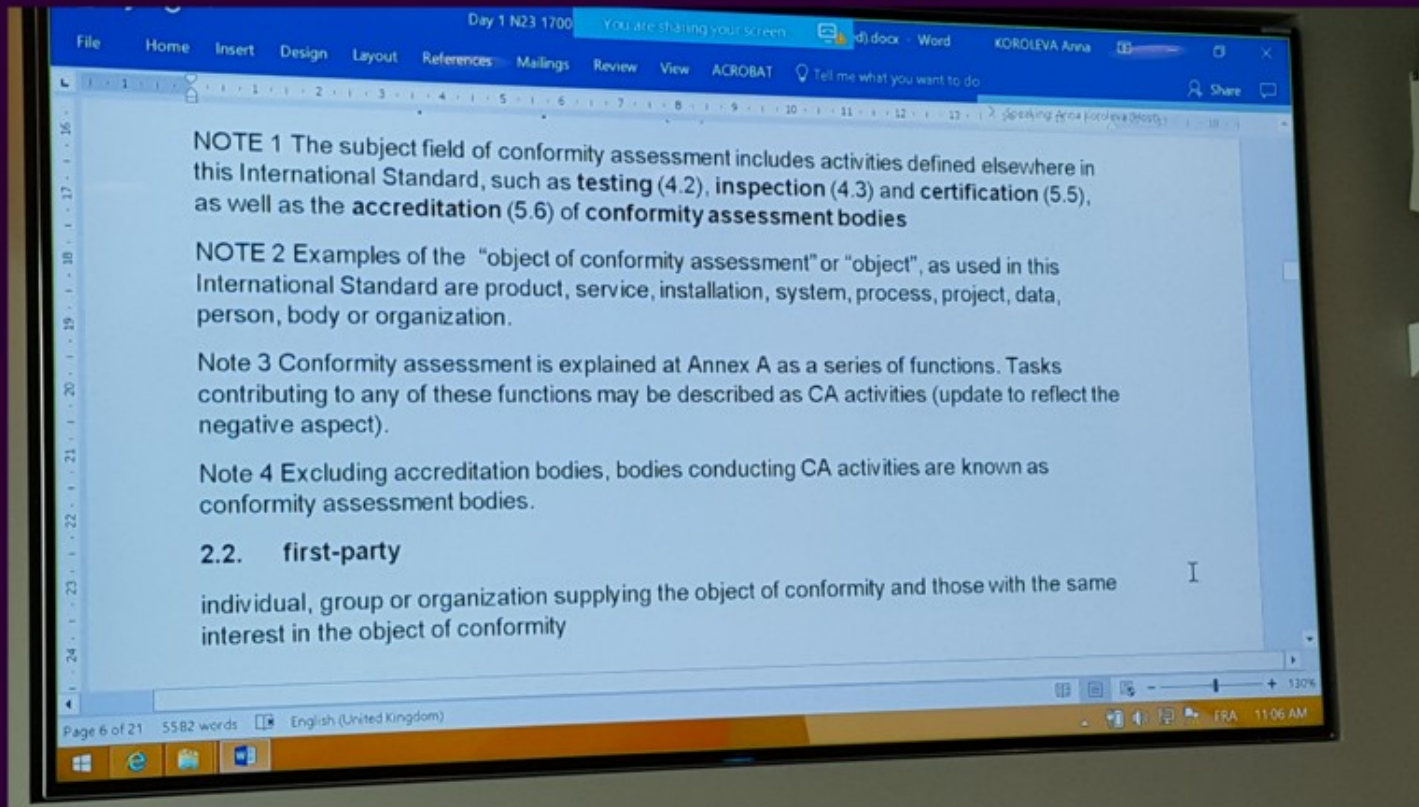 Day 1 N23 1700
You are sharing your screen
d).docx - Word
KOROLEVA Anna
File Home Insert Design Layout References Mailings Review View ACROBAT Tell me what you want to do
Share
NOTE 1 The subject field of conformity assessment includes activities defined elsewhere in
this International Standard, such as testing (4.2), inspection (4.3) and certification (5.5),
as well as the accreditation (5.6) of conformity assessment bodies
NOTE 2 Examples of the “object of conformity assessment” or “object”, as used in this
International Standard are product, service, installation, system, process, project, data,
person, body or organization.
Note 3 Conformity assessment is explained at Annex A as a series of functions. Tasks
contributing to any of these functions may be described as CA activities (update to reflect the
negative aspect).
Note 4 Excluding accreditation bodies, bodies conducting CA activities are known as
conformity assessment bodies.
2.2. first-party
individual, group or organization supplying the object of conformity and those with the same
interest in the object of conformity
130%
Page 6 of 21 5582 words English (United Kingdom)
FRA 11:06 AM